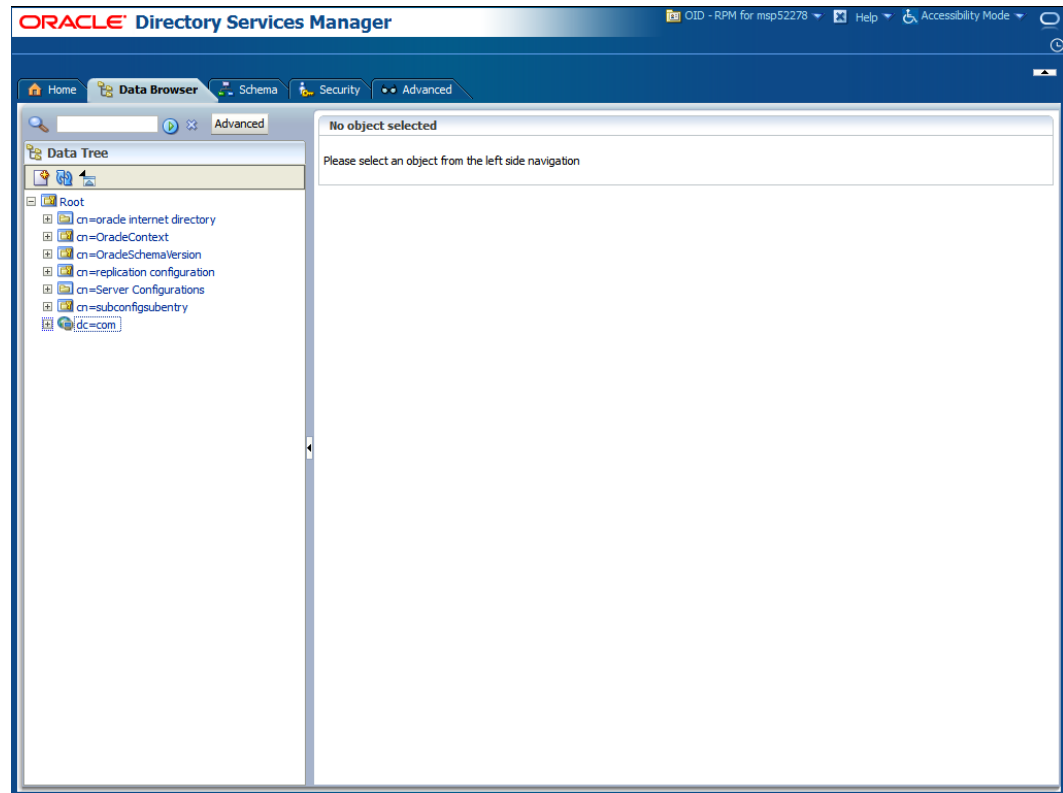 ORACLE Directory Services Manager
OID - RPM for msp52278 Help Accessibility Mode
Home Data Browser Schema Security Advanced
Advanced
No object selected
Data Tree
Please select an object from the left side navigation
Root
cn=oracle internet directory
cn=OracleContext
cn=OracleSchemaVersion
cn=replication configuration
cn=Server Configurations
cn=subconfigsubentry
dc=com